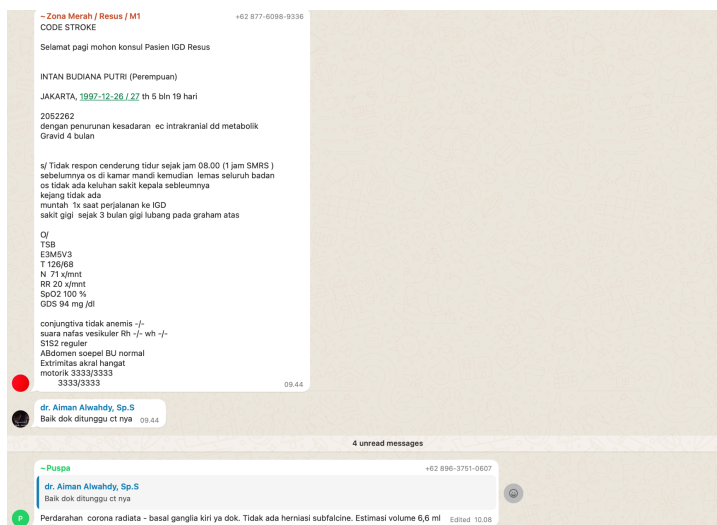 ~Zona Merah / Resus / M1 +62 877-6098-9336
CODE STROKE
Selamat pagi mohon konsul Pasien IGD Resus
INTAN BUDIANA PUTRI (Perempuan)
JAKARTA, 1997-12-26 / 27 th 5 bln 19 hari
2052262
dengan penurunan kesadaran ec intrakranial dd metabolik
Gravid 4 bulan
s/ Tidak respon cenderung tidur sejak jam 08.00 (1 jam SMRS )
sebelumnya os di kamar mandi kemudian lemas seluruh badan
os tidak ada keluhan sakit kepala sebleumnya
kejang tidak ada
muntah 1x saat perjalanan ke IGD
sakit gigi sejak 3 bulan gigi lubang pada graham atas
O/
TSB
E3M5V3
T 126/68
N 71 x/mnt
RR 20 x/mnt
SpO2 100 %
GDS 94 mg /dl
conjungtiva tidak anemis -/-
suara nafas vesikuler Rh -/- wh -/-
S1S2 reguler
ABdomen soepel BU normal
Extrimitas akral hangat
motorik 3333/3333
3333/3333 09.44
dr. Aiman Alwahdy, Sp.S
Baik dok ditunggu ct nya 09.44
4 unread messages
~Puspa +62 896-3751-0607
dr. Aiman Alwahdy, Sp.S
Baik dok ditunggu ct nya
P
Perdarahan corona radiata - basal ganglia kiri ya dok. Tidak ada herniasi subfalcine. Estimasi volume 6,6 ml Edited 10.08